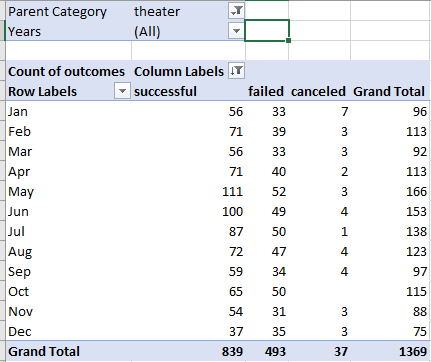 Parent Category theater
Years (All)
Count of outcomes Column Labels
Row Labels successful failed canceled Grand Total
Jan 56 33 7 96
Feb 71 39 3 113
Mar 56 33 3 92
Apr 71 40 2 113
May 111 52 3 166
Jun 100 49 4 153
Jul 87 50 1 138
Aug 72 47 4 123
Sep 59 34 4 97
Oct 65 50 115
Nov 54 31 3 88
Dec 37 35 3 75
Grand Total 839 493 37 1369